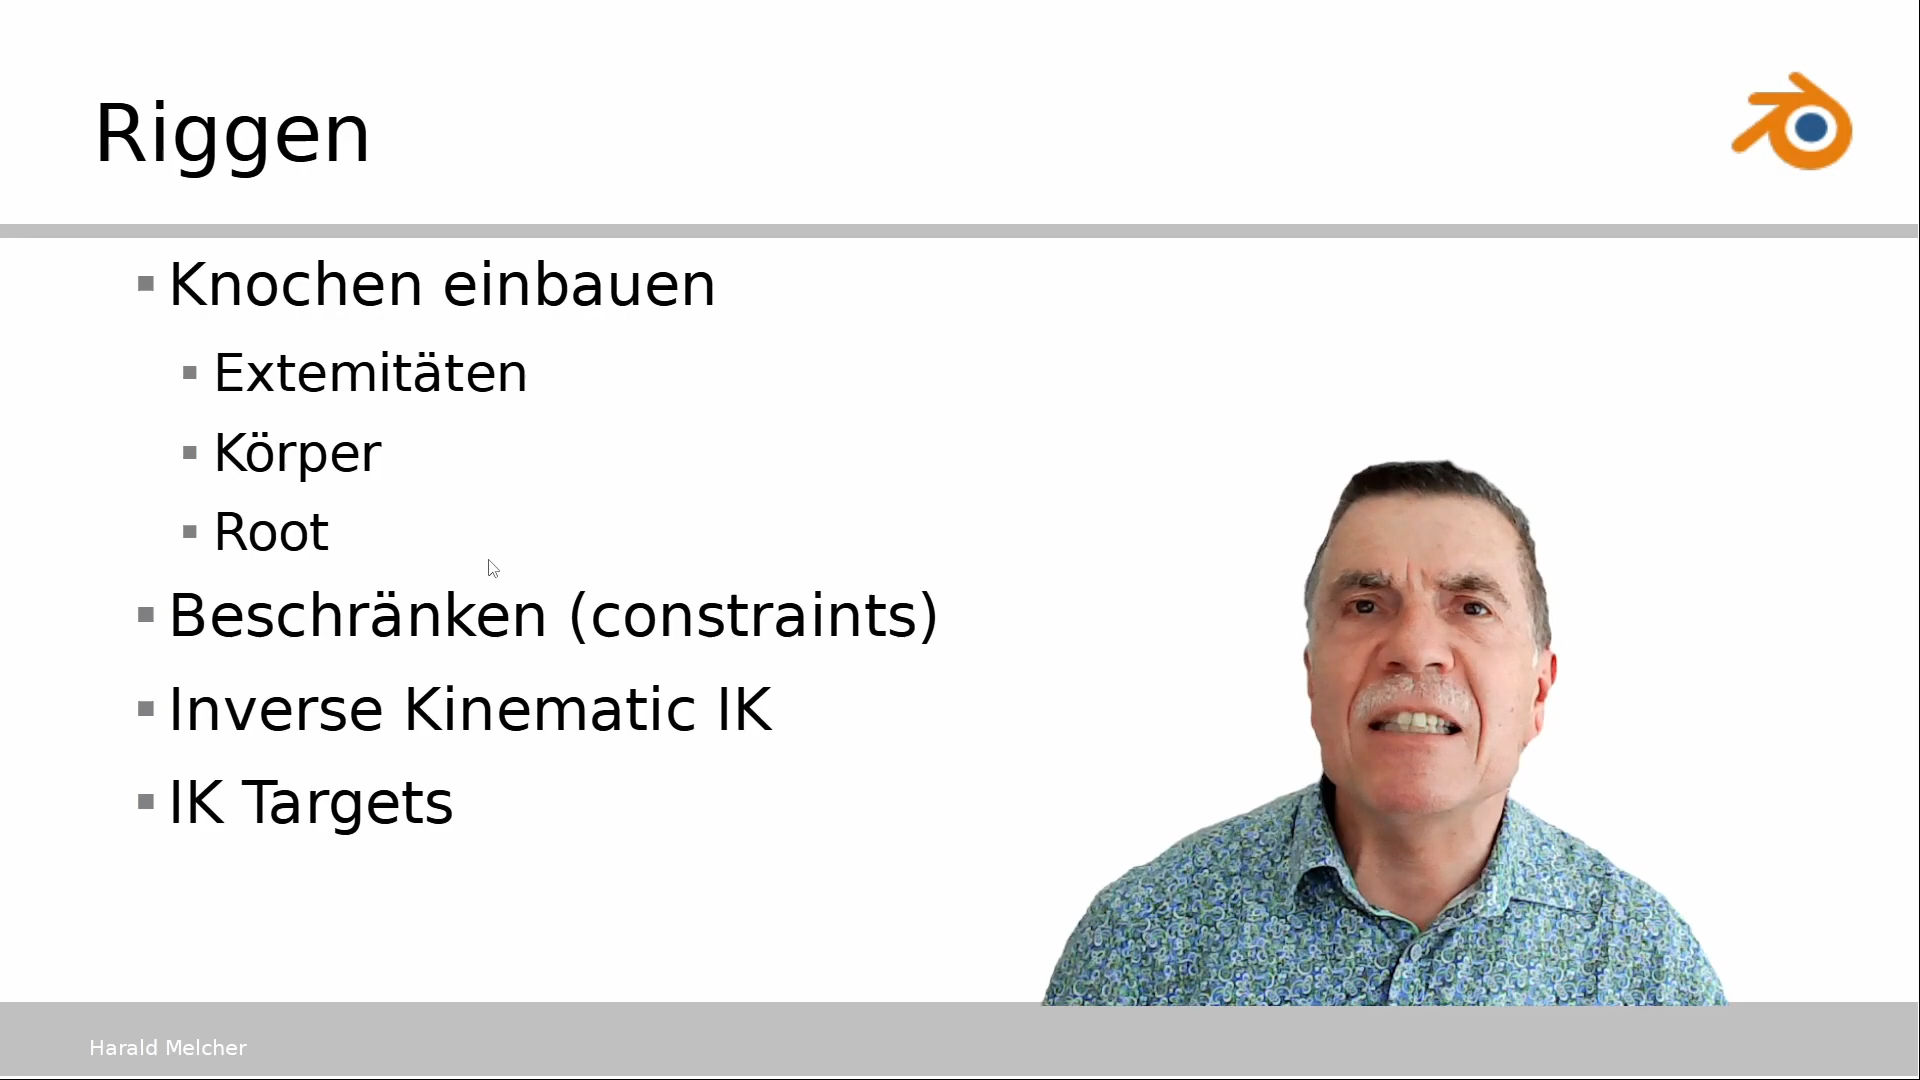 Riggen
Knochen einbauen
Extemitäten
Körper
Root
Beschränken (constraints)
Inverse Kinematic IK
IK Targets
Harald Melcher